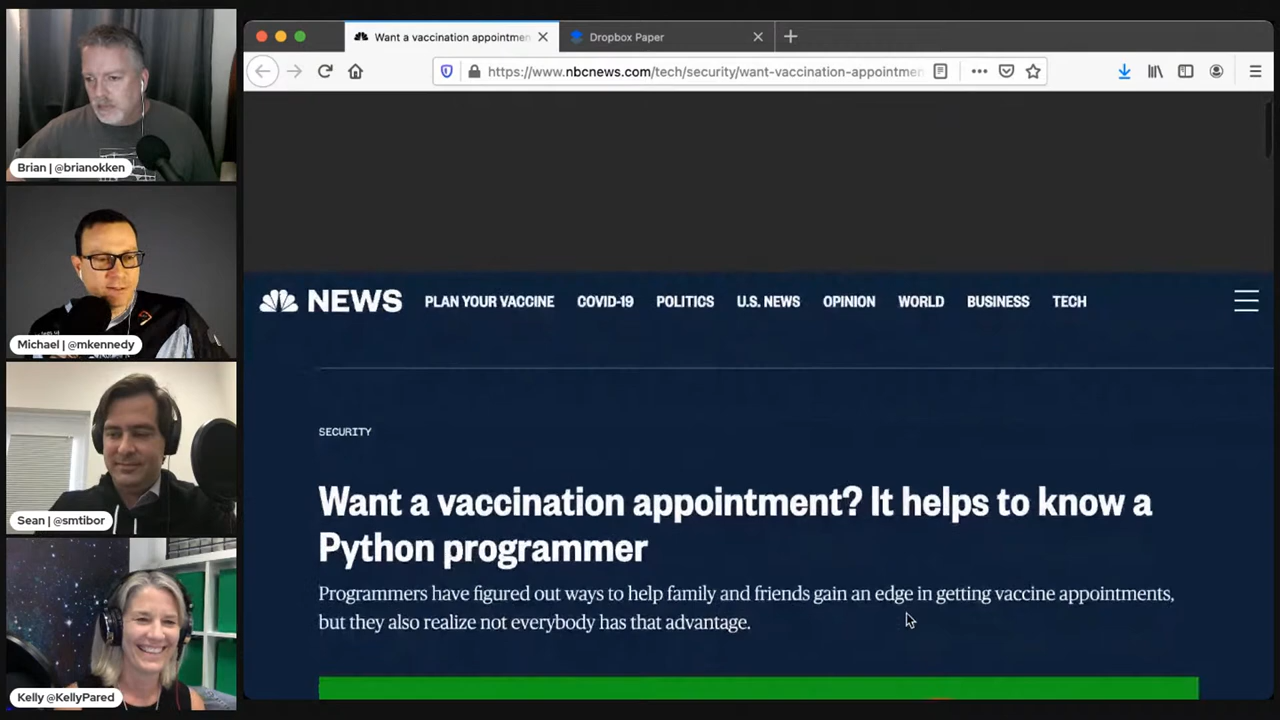 Brian | @brianokken
Michael | @mkennedy
Sean | @smtibor
Kelly @KellyPared
Want a vaccination appointmen
Dropbox Paper
https://www.nbcnews.com/tech/security/want-vaccination-appointmen
NEWS PLAN YOUR VACCINE COVID-19 POLITICS U.S. NEWS OPINION WORLD BUSINESS TECH
SECURITY
Want a vaccination appointment? It helps to know a
Python programmer
Programmers have figured out ways to help family and friends gain an edge in getting vaccine appointments,
but they also realize not everybody has that advantage.